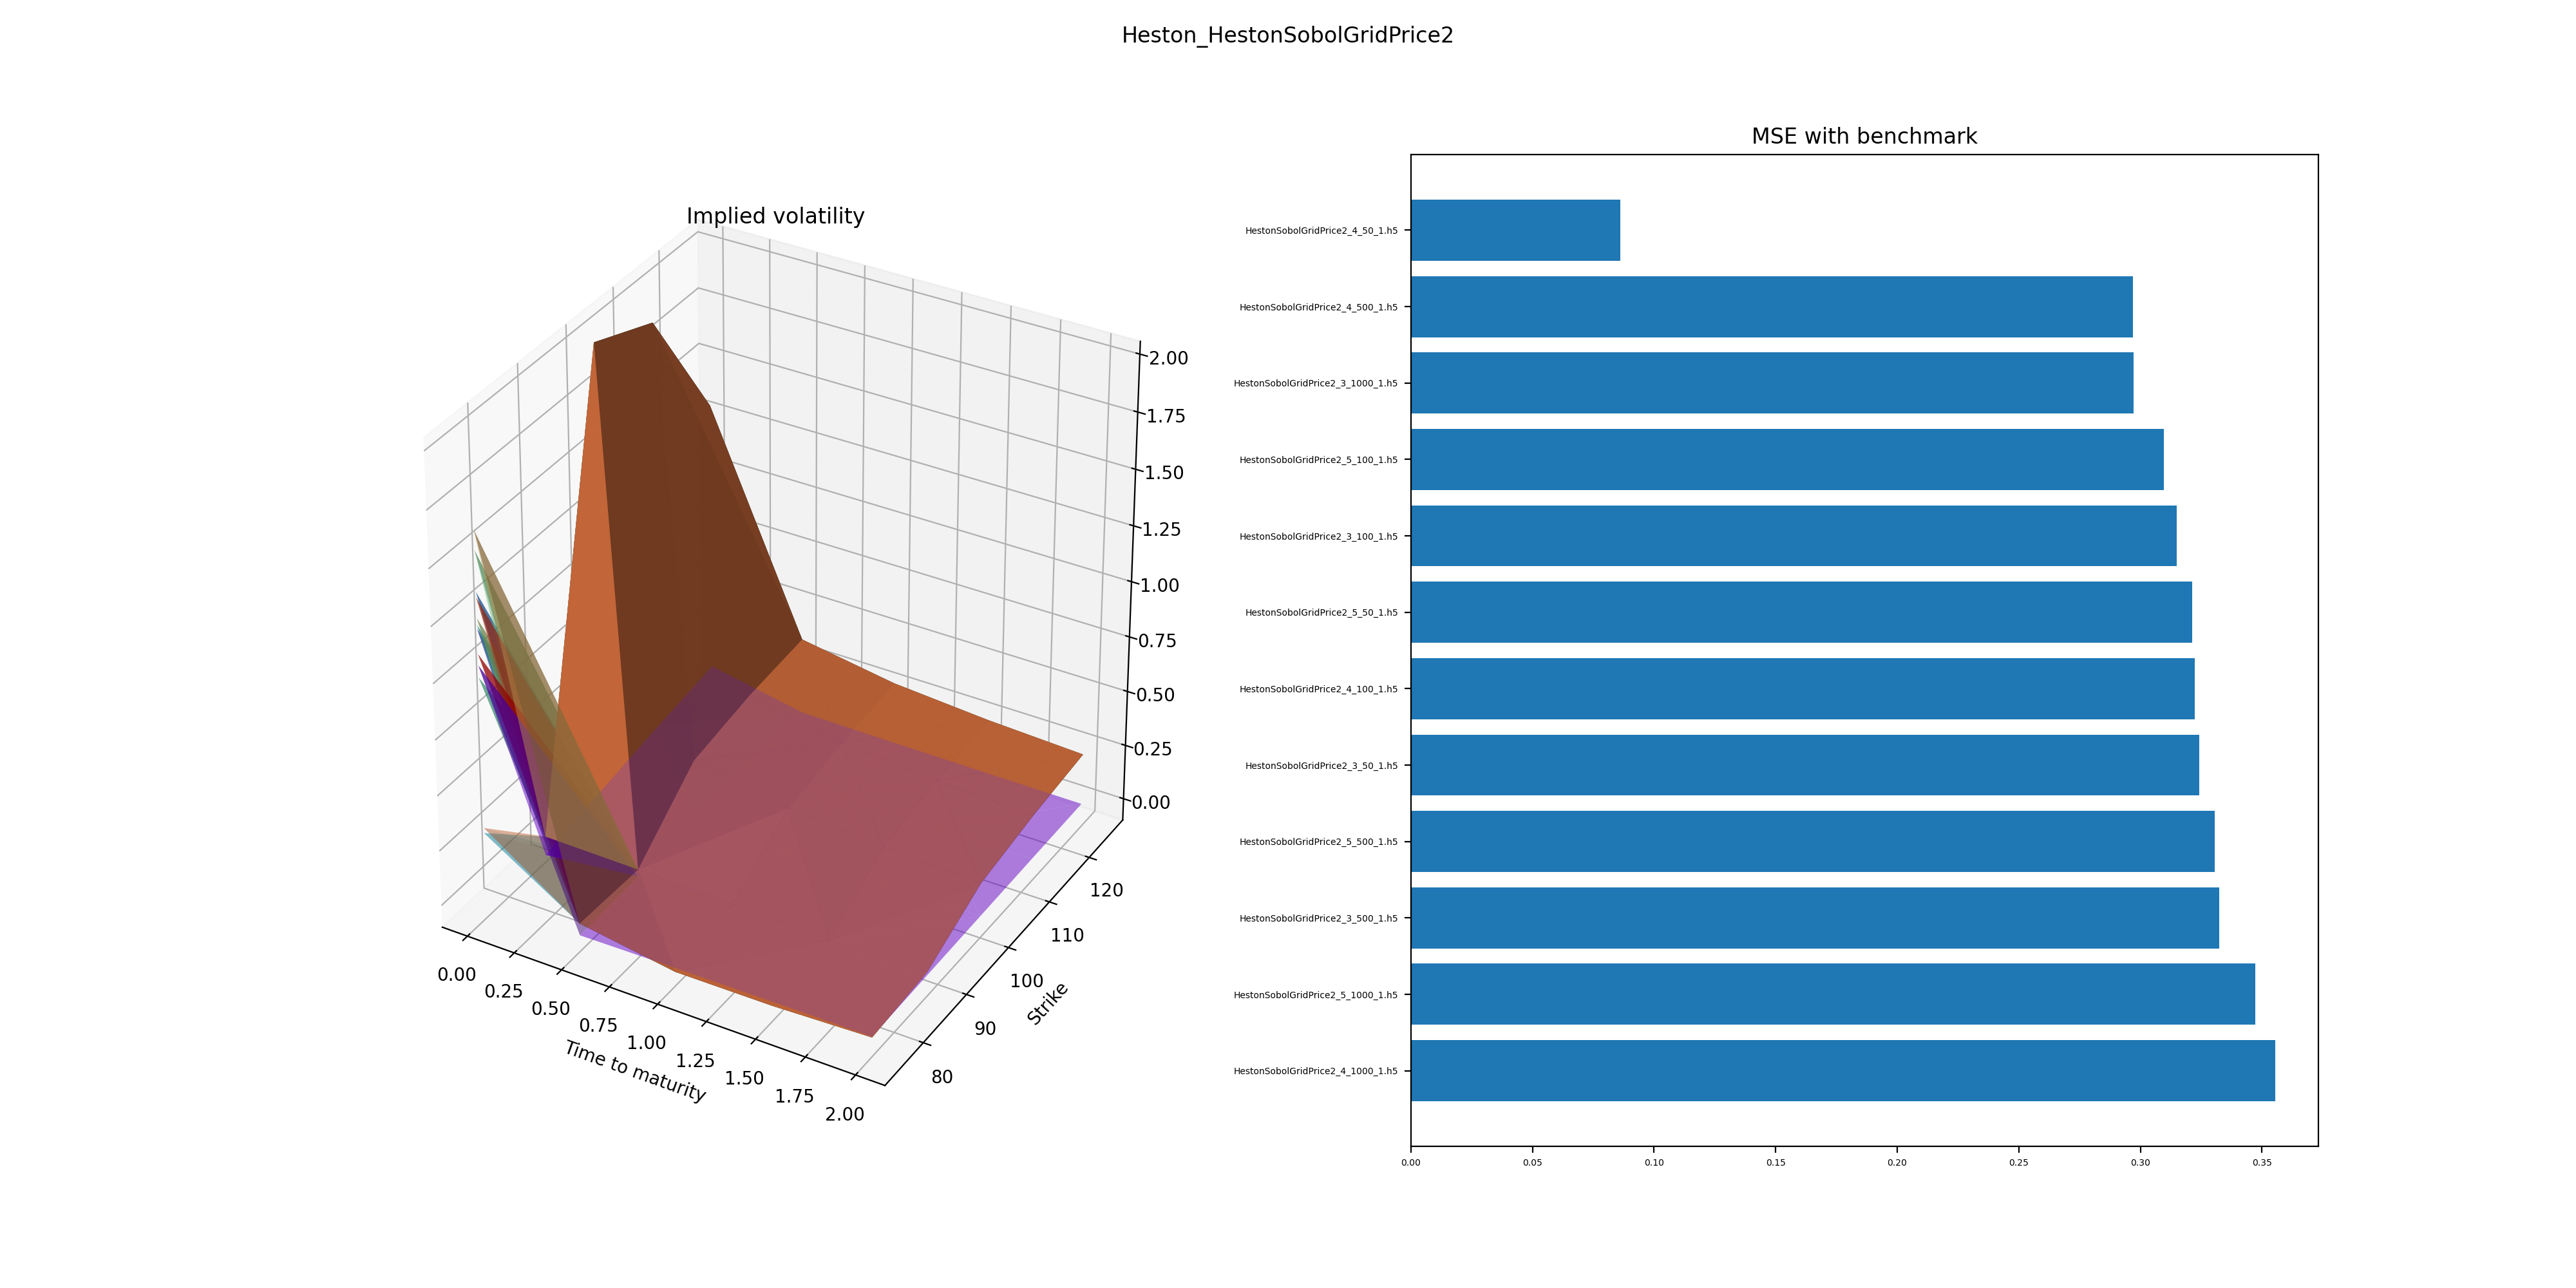 Heston_HestonSobolGridPrice2
Implied volatility
2.00
1.75
1.50
1.25
1.00
0.75
0.50
0.25
0.00
0.00
0.25
0.50
0.75
1.00
1.25
1.50
1.75
2.00
Time to maturity
80
90
100
110
120
Strike
MSE with benchmark
HestonSobolGridPrice2_4_50_1.h5
HestonSobolGridPrice2_4_500_1.h5
HestonSobolGridPrice2_3_1000_1.h5
HestonSobolGridPrice2_5_100_1.h5
HestonSobolGridPrice2_3_100_1.h5
HestonSobolGridPrice2_5_50_1.h5
HestonSobolGridPrice2_4_100_1.h5
HestonSobolGridPrice2_3_50_1.h5
HestonSobolGridPrice2_5_500_1.h5
HestonSobolGridPrice2_3_500_1.h5
HestonSobolGridPrice2_5_1000_1.h5
HestonSobolGridPrice2_4_1000_1.h5
0.00 0.05 0.10 0.15 0.20 0.25 0.30 0.35